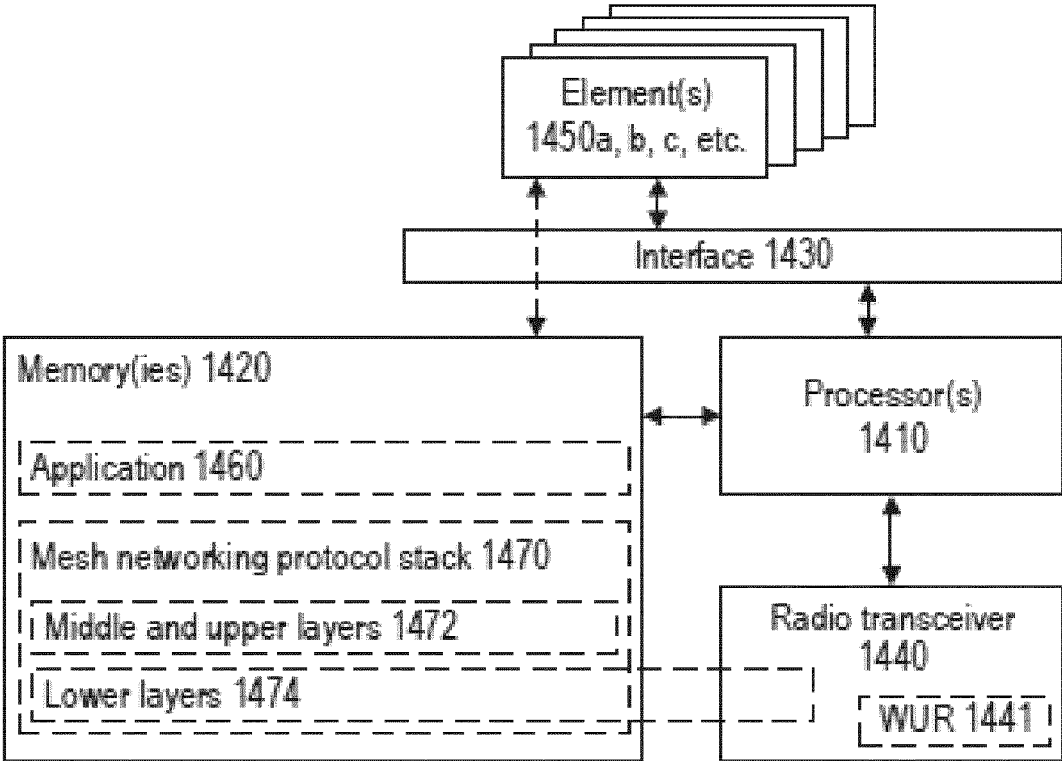 Element(s)
1450a, b, c, etc.
Interface 1430
Memory(ies) 1420
Application 1460
Mesh networking protocol stack 1470
Middle and upper layers 1472
Lower layers 1474
Processor(s)
1410
Radio transceiver
1440
WUR 1441